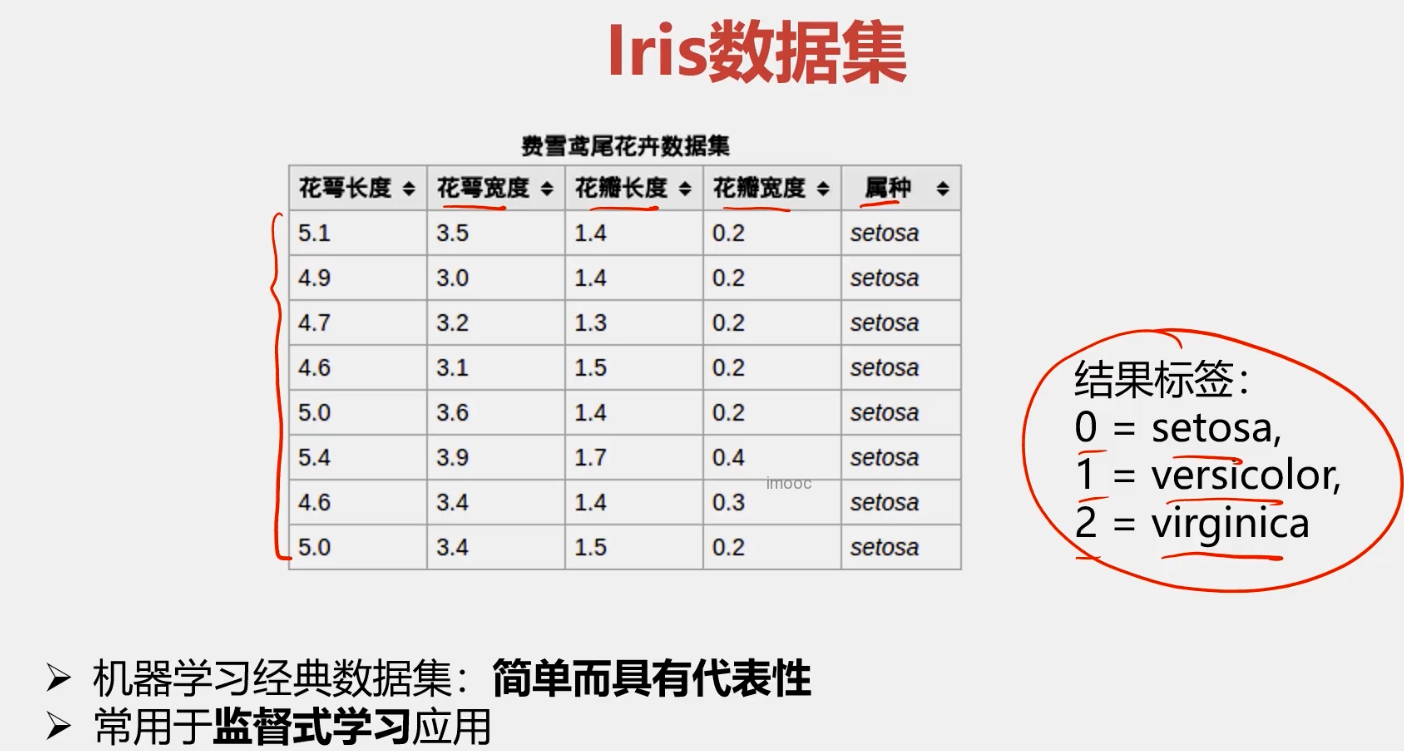 Iris数据集
费雪鸢尾花卉数据集
花萼长度 花萼宽度 花瓣长度 花瓣宽度 属种
5.1 3.5 1.4 0.2 setosa
4.9 3.0 1.4 0.2 setosa
4.7 3.2 1.3 0.2 setosa
4.6 3.1 1.5 0.2 setosa
5.0 3.6 1.4 0.2 setosa
5.4 3.9 1.7 0.4 setosa
imooc
4.6 3.4 1.4 0.3 setosa
5.0 3.4 1.5 0.2 setosa
结果标签：
0 = setosa,
1 = versicolor,
2 = virginica
机器学习经典数据集：简单而具有代表性
常用于监督式学习应用